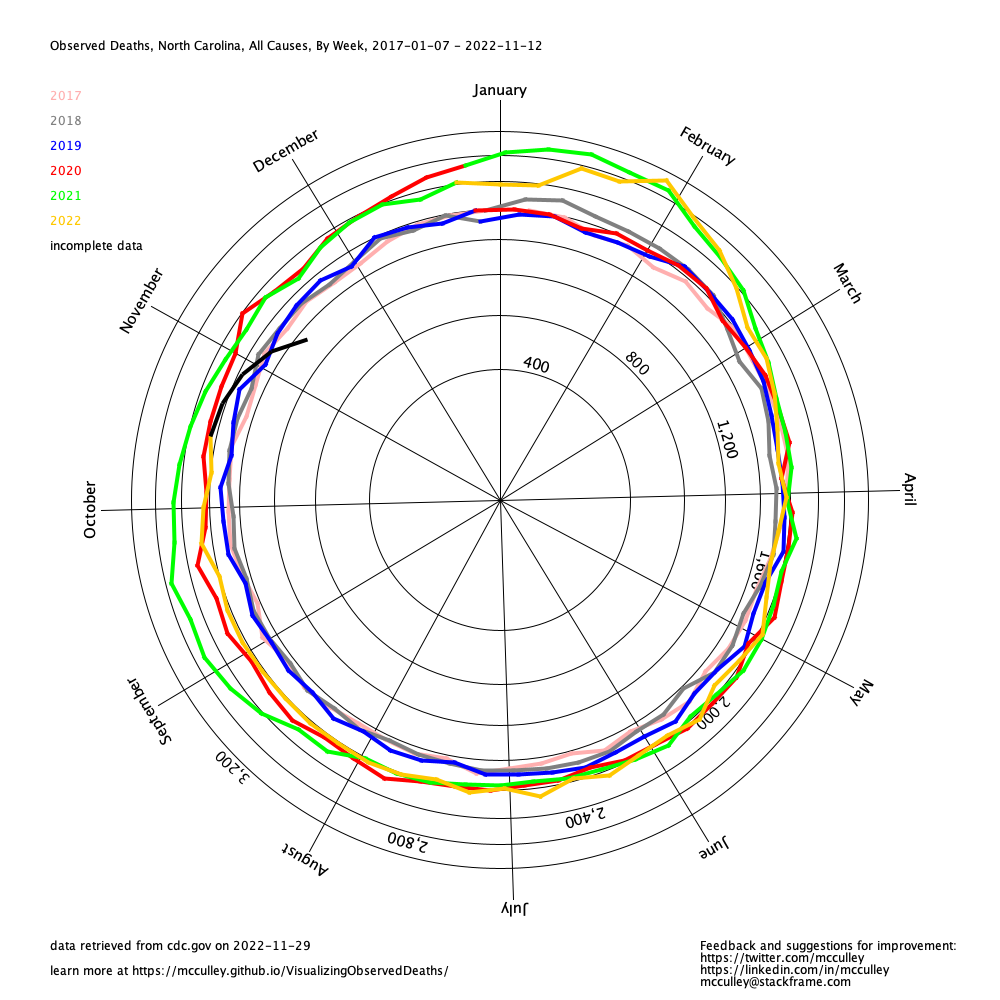 Observed Deaths, North Carolina, All Causes, By Week, 2017-01-07 - 2022-11-12
January
2017
2018
2019
2020
2021
2022
incomplete data
December
February
November
March
400
800
1,200
October
April
1,600
September
May
2,000
3,200
2,400
2,800
August
June
July
data retrieved from cdc.gov on 2022-11-29
learn more at https://mcculley.github.io/VisualizingObservedDeaths/
Feedback and suggestions for improvement:
https://twitter.com/mcculley
https://linkedin.com/in/mcculley
mcculley@stackframe.com